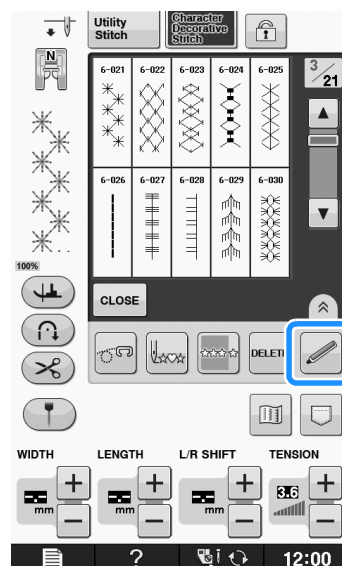 Utility
Stitch
Character
Decorative
Stitch
N
6-021 6-022 6-023 6-024 6-025
3/21
6-026 6-027 6-028 6-029 6-030
100%
CLOSE
DELETE
WIDTH LENGTH L/R SHIFT TENSION
mm mm mm 3.6
? 12:00